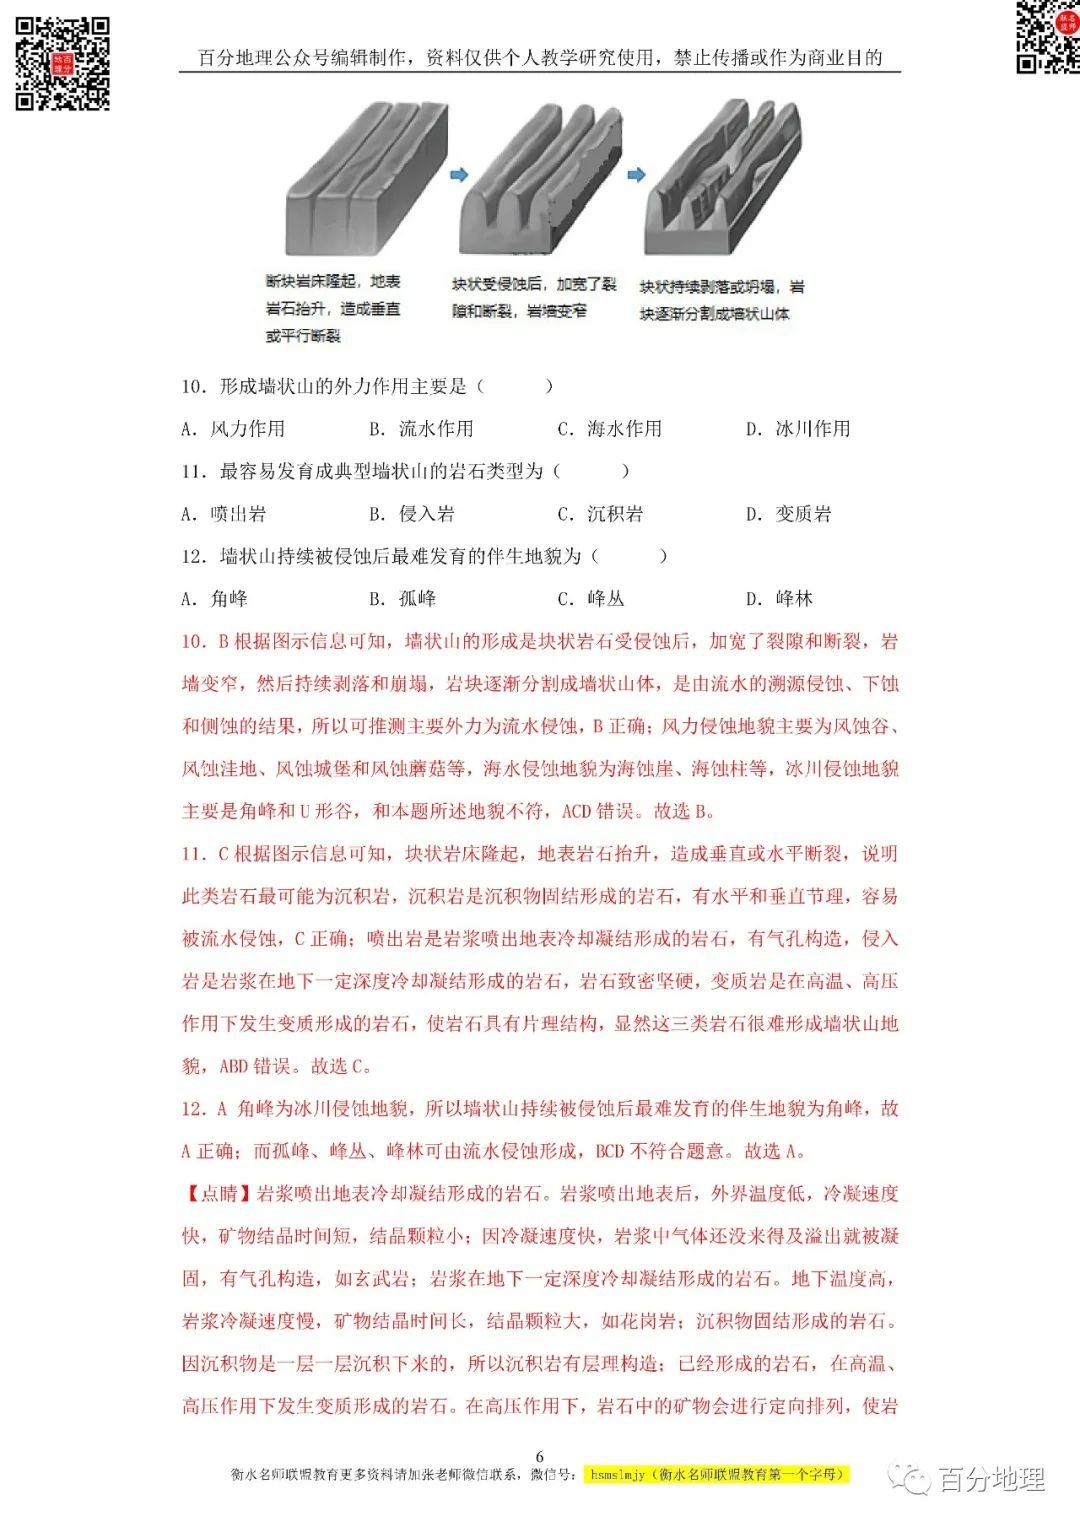 百分地理公众号编辑制作，资料仅供个人教学研究使用，禁止传播或作为商业目的
断块岩床隆起，地表
岩石抬升，造成垂直
或平行断裂
块状受侵蚀后，加宽了裂
隙和断裂，岩墙变窄
块状持续剥落或坍塌，岩
块逐渐分割成墙状山体
10．形成墙状山的外力作用主要是（　　）
A．风力作用　B．流水作用　C．海水作用　D．冰川作用
11．最容易发育成典型墙状山的岩石类型为（　　）
A．喷出岩　B．侵入岩　C．沉积岩　D．变质岩
12．墙状山持续被侵蚀后最难发育的伴生地貌为（　　）
A．角峰　B．孤峰　C．峰丛　D．峰林
10．B 根据图示信息可知，墙状山的形成是块状岩石受侵蚀后，加宽了裂隙和断裂，岩
墙变窄，然后持续剥落和崩塌，岩块逐渐分割成墙状山体，是由流水的溯源侵蚀、下蚀
和侧蚀的结果，所以可推测主要外力为流水侵蚀，B 正确；风力侵蚀地貌主要为风蚀谷、
风蚀洼地、风蚀城堡和风蚀蘑菇等，海水侵蚀地貌为海蚀崖、海蚀柱等，冰川侵蚀地貌
主要是角峰和 U 形谷，和本题所述地貌不符，ACD 错误。故选 B。
11．C 根据图示信息可知，块状岩床隆起，地表岩石抬升，造成垂直或水平断裂，说明
此类岩石最可能为沉积岩，沉积岩是沉积物固结形成的岩石，有水平和垂直节理，容易
被流水侵蚀，C 正确；喷出岩是岩浆喷出地表冷却凝结形成的岩石，有气孔构造，侵入
岩是岩浆在地下一定深度冷却凝结形成的岩石，岩石致密坚硬，变质岩是在高温、高压
作用下发生变质形成的岩石，使岩石具有片理结构，显然这三类岩石很难形成墙状山地
貌，ABD 错误。故选 C。
12．A 角峰为冰川侵蚀地貌，所以墙状山持续被侵蚀后最难发育的伴生地貌为角峰，故
A 正确；而孤峰、峰丛、峰林可由流水侵蚀形成，BCD 不符合题意。故选 A。
【点睛】岩浆喷出地表冷却凝结形成的岩石。岩浆喷出地表后，外界温度低，冷凝速度
快，矿物结晶时间短，结晶颗粒小；因冷凝速度快，岩浆中气体还没来得及溢出就被凝
固，有气孔构造，如玄武岩；岩浆在地下一定深度冷却凝结形成的岩石。地下温度高，
岩浆冷凝速度慢，矿物结晶时间长，结晶颗粒大，如花岗岩；沉积物固结形成的岩石。
因沉积物是一层一层沉积下来的，所以沉积岩有层理构造；已经形成的岩石，在高温、
高压作用下发生变质形成的岩石。在高压作用下，岩石中的矿物会进行定向排列，使岩
6
衡水名师联盟教育更多资料请加张老师微信联系，微信号： hsmslmjy（衡水名师联盟教育第一个字母）
百分地理